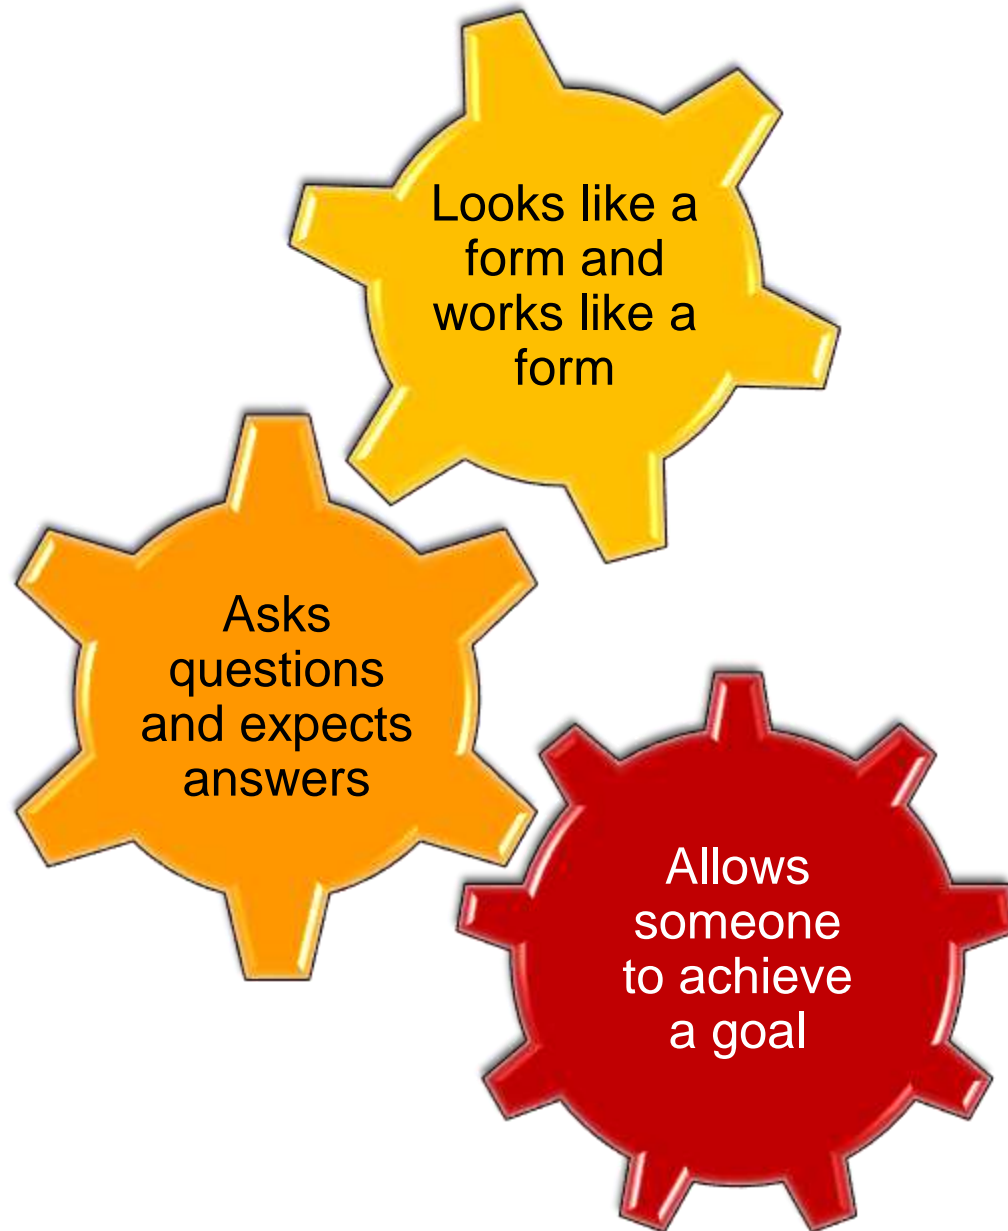 Looks like a
form and
works like a
form
Asks
questions
and expects
answers
Allows
someone
to achieve
a goal